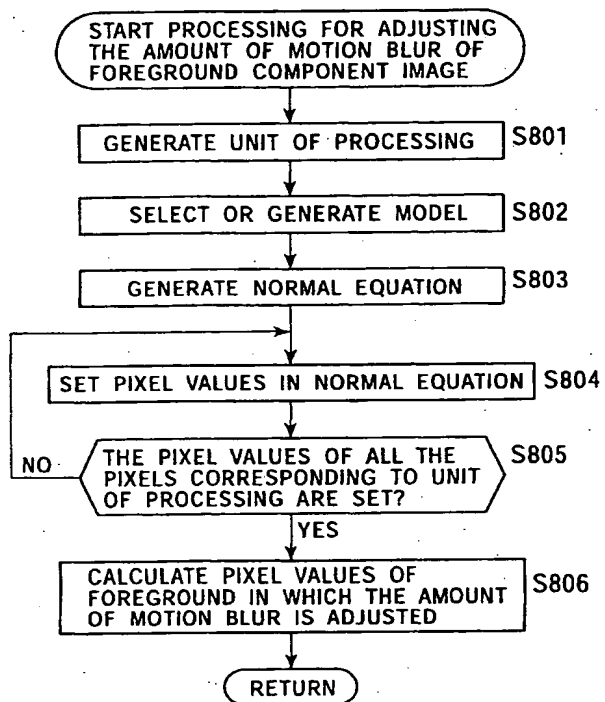 START PROCESSING FOR ADJUSTING
THE AMOUNT OF MOTION BLUR OF
FOREGROUND COMPONENT IMAGE
GENERATE UNIT OF PROCESSING
S801
SELECT OR GENERATE MODEL
S802
GENERATE NORMAL EQUATION
S803
SET PIXEL VALUES IN NORMAL EQUATION
S804
THE PIXEL VALUES OF ALL THE
PIXELS CORRESPONDING TO UNIT
OF PROCESSING ARE SET?
S805
NO
YES
CALCULATE PIXEL VALUES OF
FOREGROUND IN WHICH THE AMOUNT
OF MOTION BLUR IS ADJUSTED
S806
RETURN